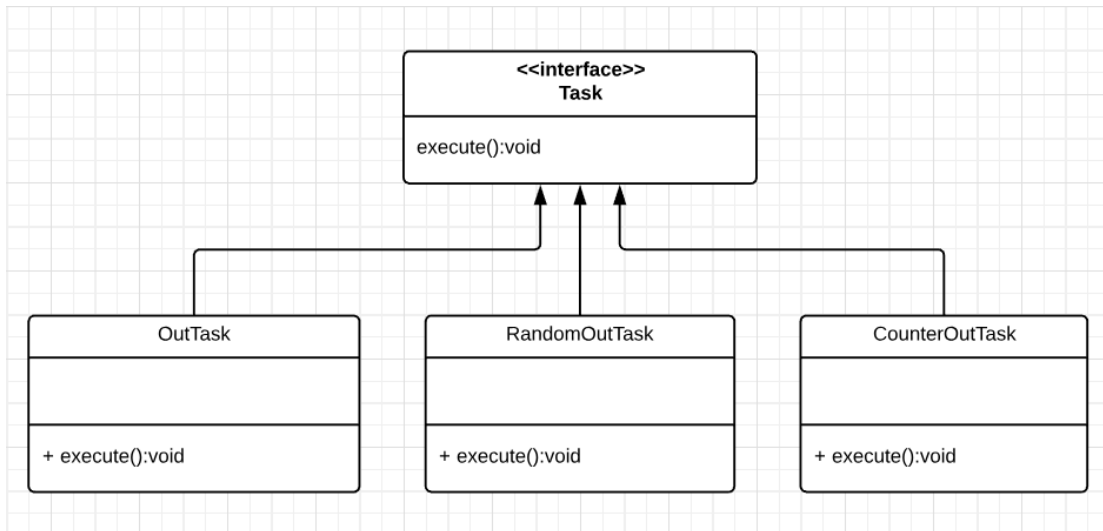 <<interface>>
Task
execute():void
OutTask
+ execute():void
RandomOutTask
+ execute():void
CounterOutTask
+ execute():void